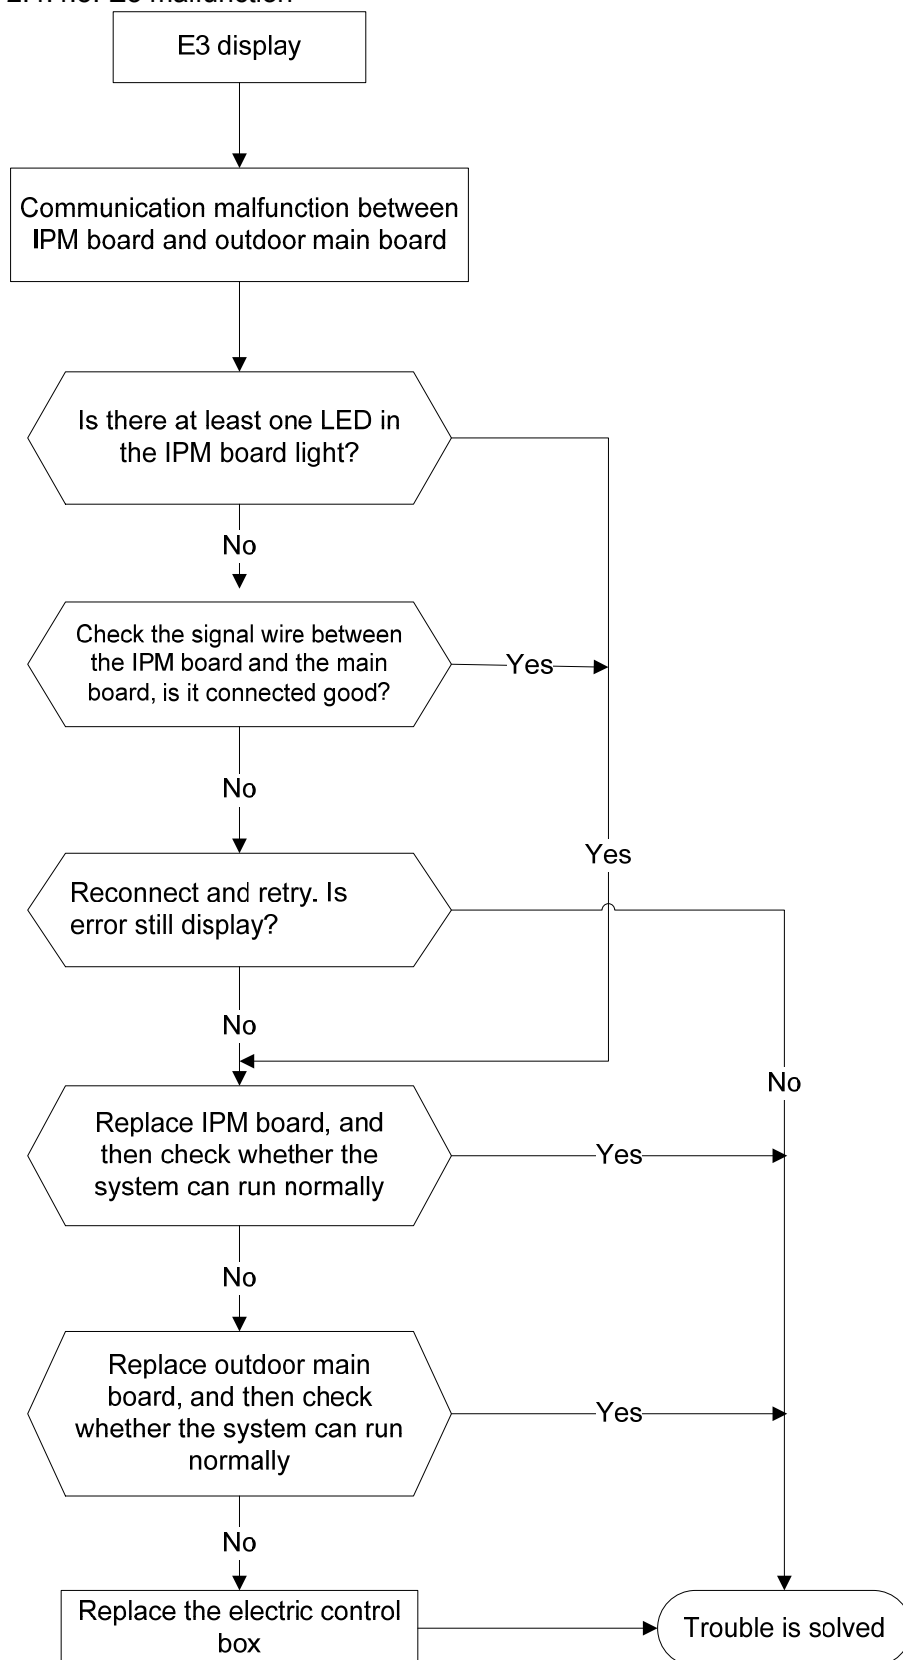 E3 display
Communication malfunction between
IPM board and outdoor main board
Is there at least one LED in
the IPM board light?
No
Check the signal wire between
the IPM board and the main
board, is it connected good?
Yes
No
Yes
Reconnect and retry. Is
error still display?
No
No
Replace IPM board, and
then check whether the
system can run normally
Yes
No
Replace outdoor main
board, and then check
whether the system can run
normally
Yes
No
Replace the electric control
box
Trouble is solved